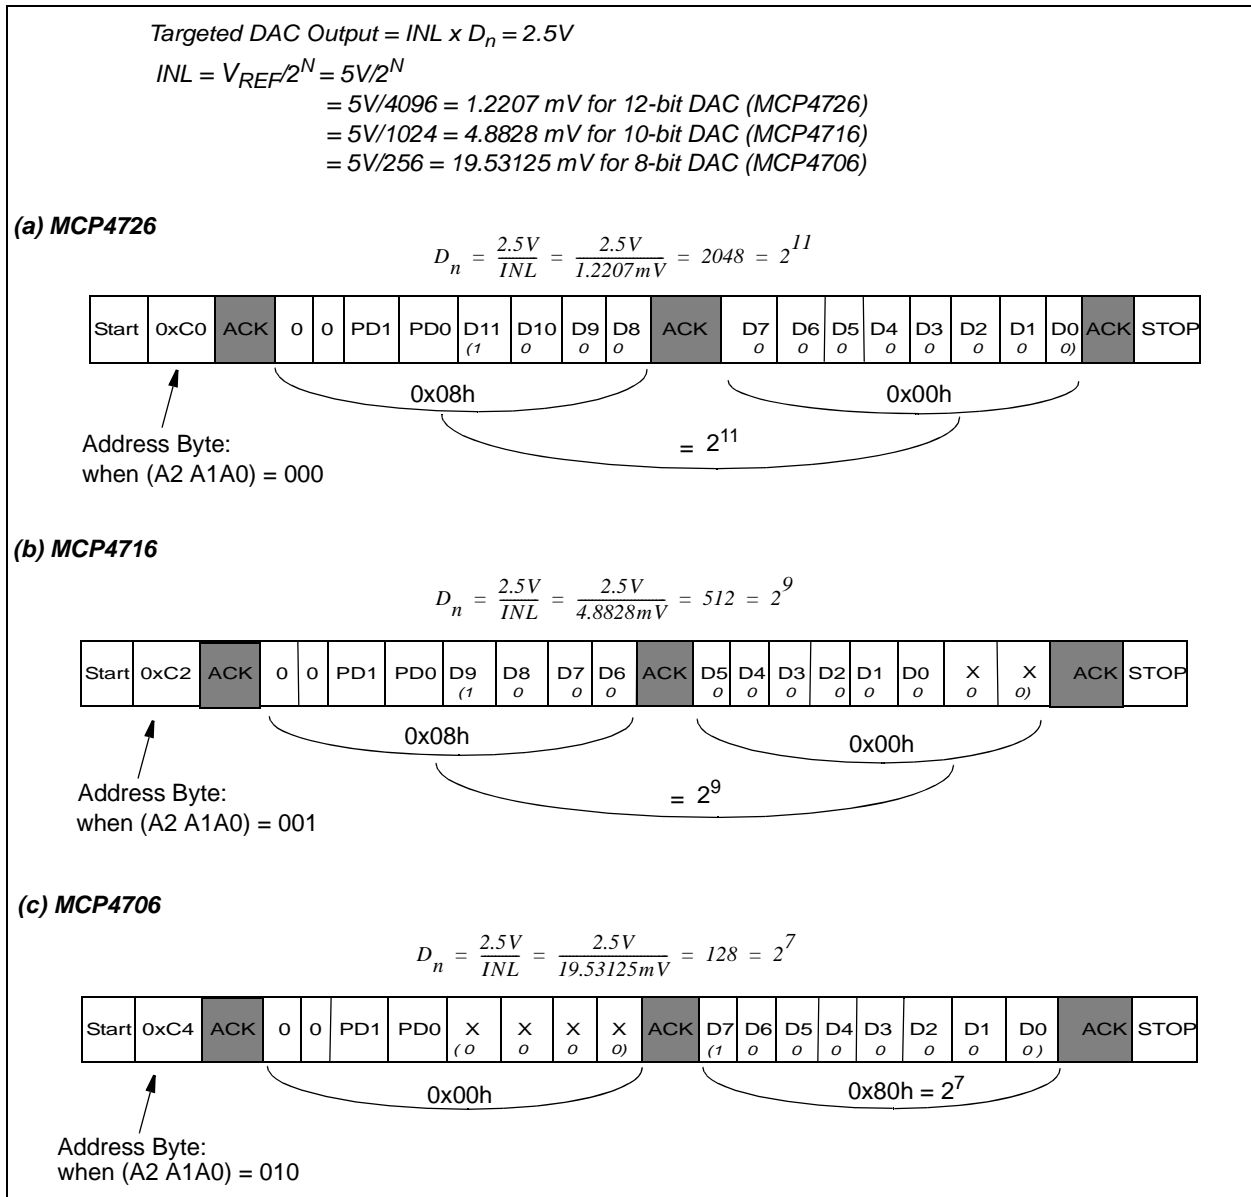 Targeted DAC Output = INL x Dn = 2.5V
INL = VREF/2^N = 5V/2^N
= 5V/4096 = 1.2207 mV for 12-bit DAC (MCP4726)
= 5V/1024 = 4.8828 mV for 10-bit DAC (MCP4716)
= 5V/256 = 19.53125 mV for 8-bit DAC (MCP4706)
(a) MCP4726
Dn = 2.5V/INL = 2.5V/1.2207mV = 2048 = 2^11
Start 0xC0 ACK 0 0 PD1 PD0 D11 D10 D9 D8 ACK D7 D6 D5 D4 D3 D2 D1 D0 ACK STOP
(1 0 0 0 0 0 0 0 0 0 0 0)
0x08h 0x00h
= 2^11
Address Byte:
when (A2 A1A0) = 000
(b) MCP4716
Dn = 2.5V/INL = 2.5V/4.8828mV = 512 = 2^9
Start 0xC2 ACK 0 0 PD1 PD0 D9 D8 D7 D6 ACK D5 D4 D3 D2 D1 D0 X X ACK STOP
(1 0 0 0 0 0 0 0 0 0 0 0)
0x08h 0x00h
= 2^9
Address Byte:
when (A2 A1A0) = 001
(c) MCP4706
Dn = 2.5V/INL = 2.5V/19.53125mV = 128 = 2^7
Start 0xC4 ACK 0 0 PD1 PD0 X X X X ACK D7 D6 D5 D4 D3 D2 D1 D0 ACK STOP
(0 0 0 0) (1 0 0 0 0 0 0 0)
0x00h 0x80h = 2^7
Address Byte:
when (A2 A1A0) = 010